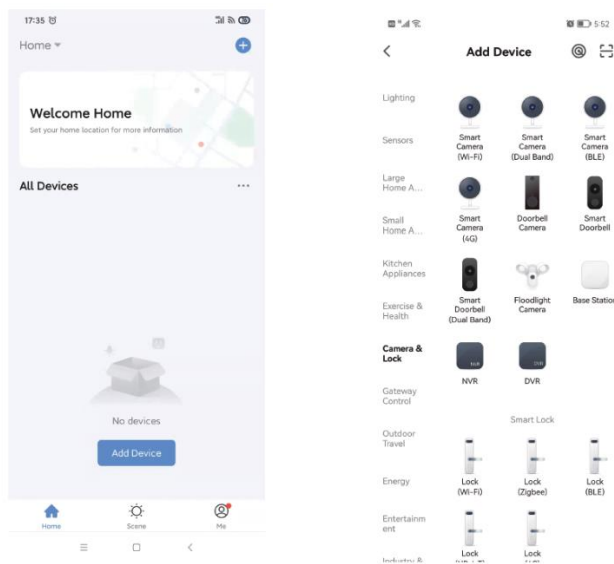 17:35
Home
Welcome Home
Set your home location for more information
All Devices
No devices
Add Device
Home
Scene
Me
5:52
Add Device
Lighting
Sensors
Large
Home A...
Small
Home A...
Kitchen
Appliances
Exercise &
Health
Camera &
Lock
Gateway
Control
Outdoor
Travel
Energy
Entertainm
ent
Industry &
Smart
Camera
(Wi-Fi)
Smart
Camera
(Dual Band)
Smart
Camera
(BLE)
Smart
Camera
(4G)
Doorbell
Camera
Smart
Doorbell
Smart
Doorbell
(Dual Band)
Floodlight
Camera
Base Station
NVR
NVR
DVR
DVR
Smart Lock
Lock
(Wi-Fi)
Lock
(Zigbee)
Lock
(BLE)
Lock
Lock